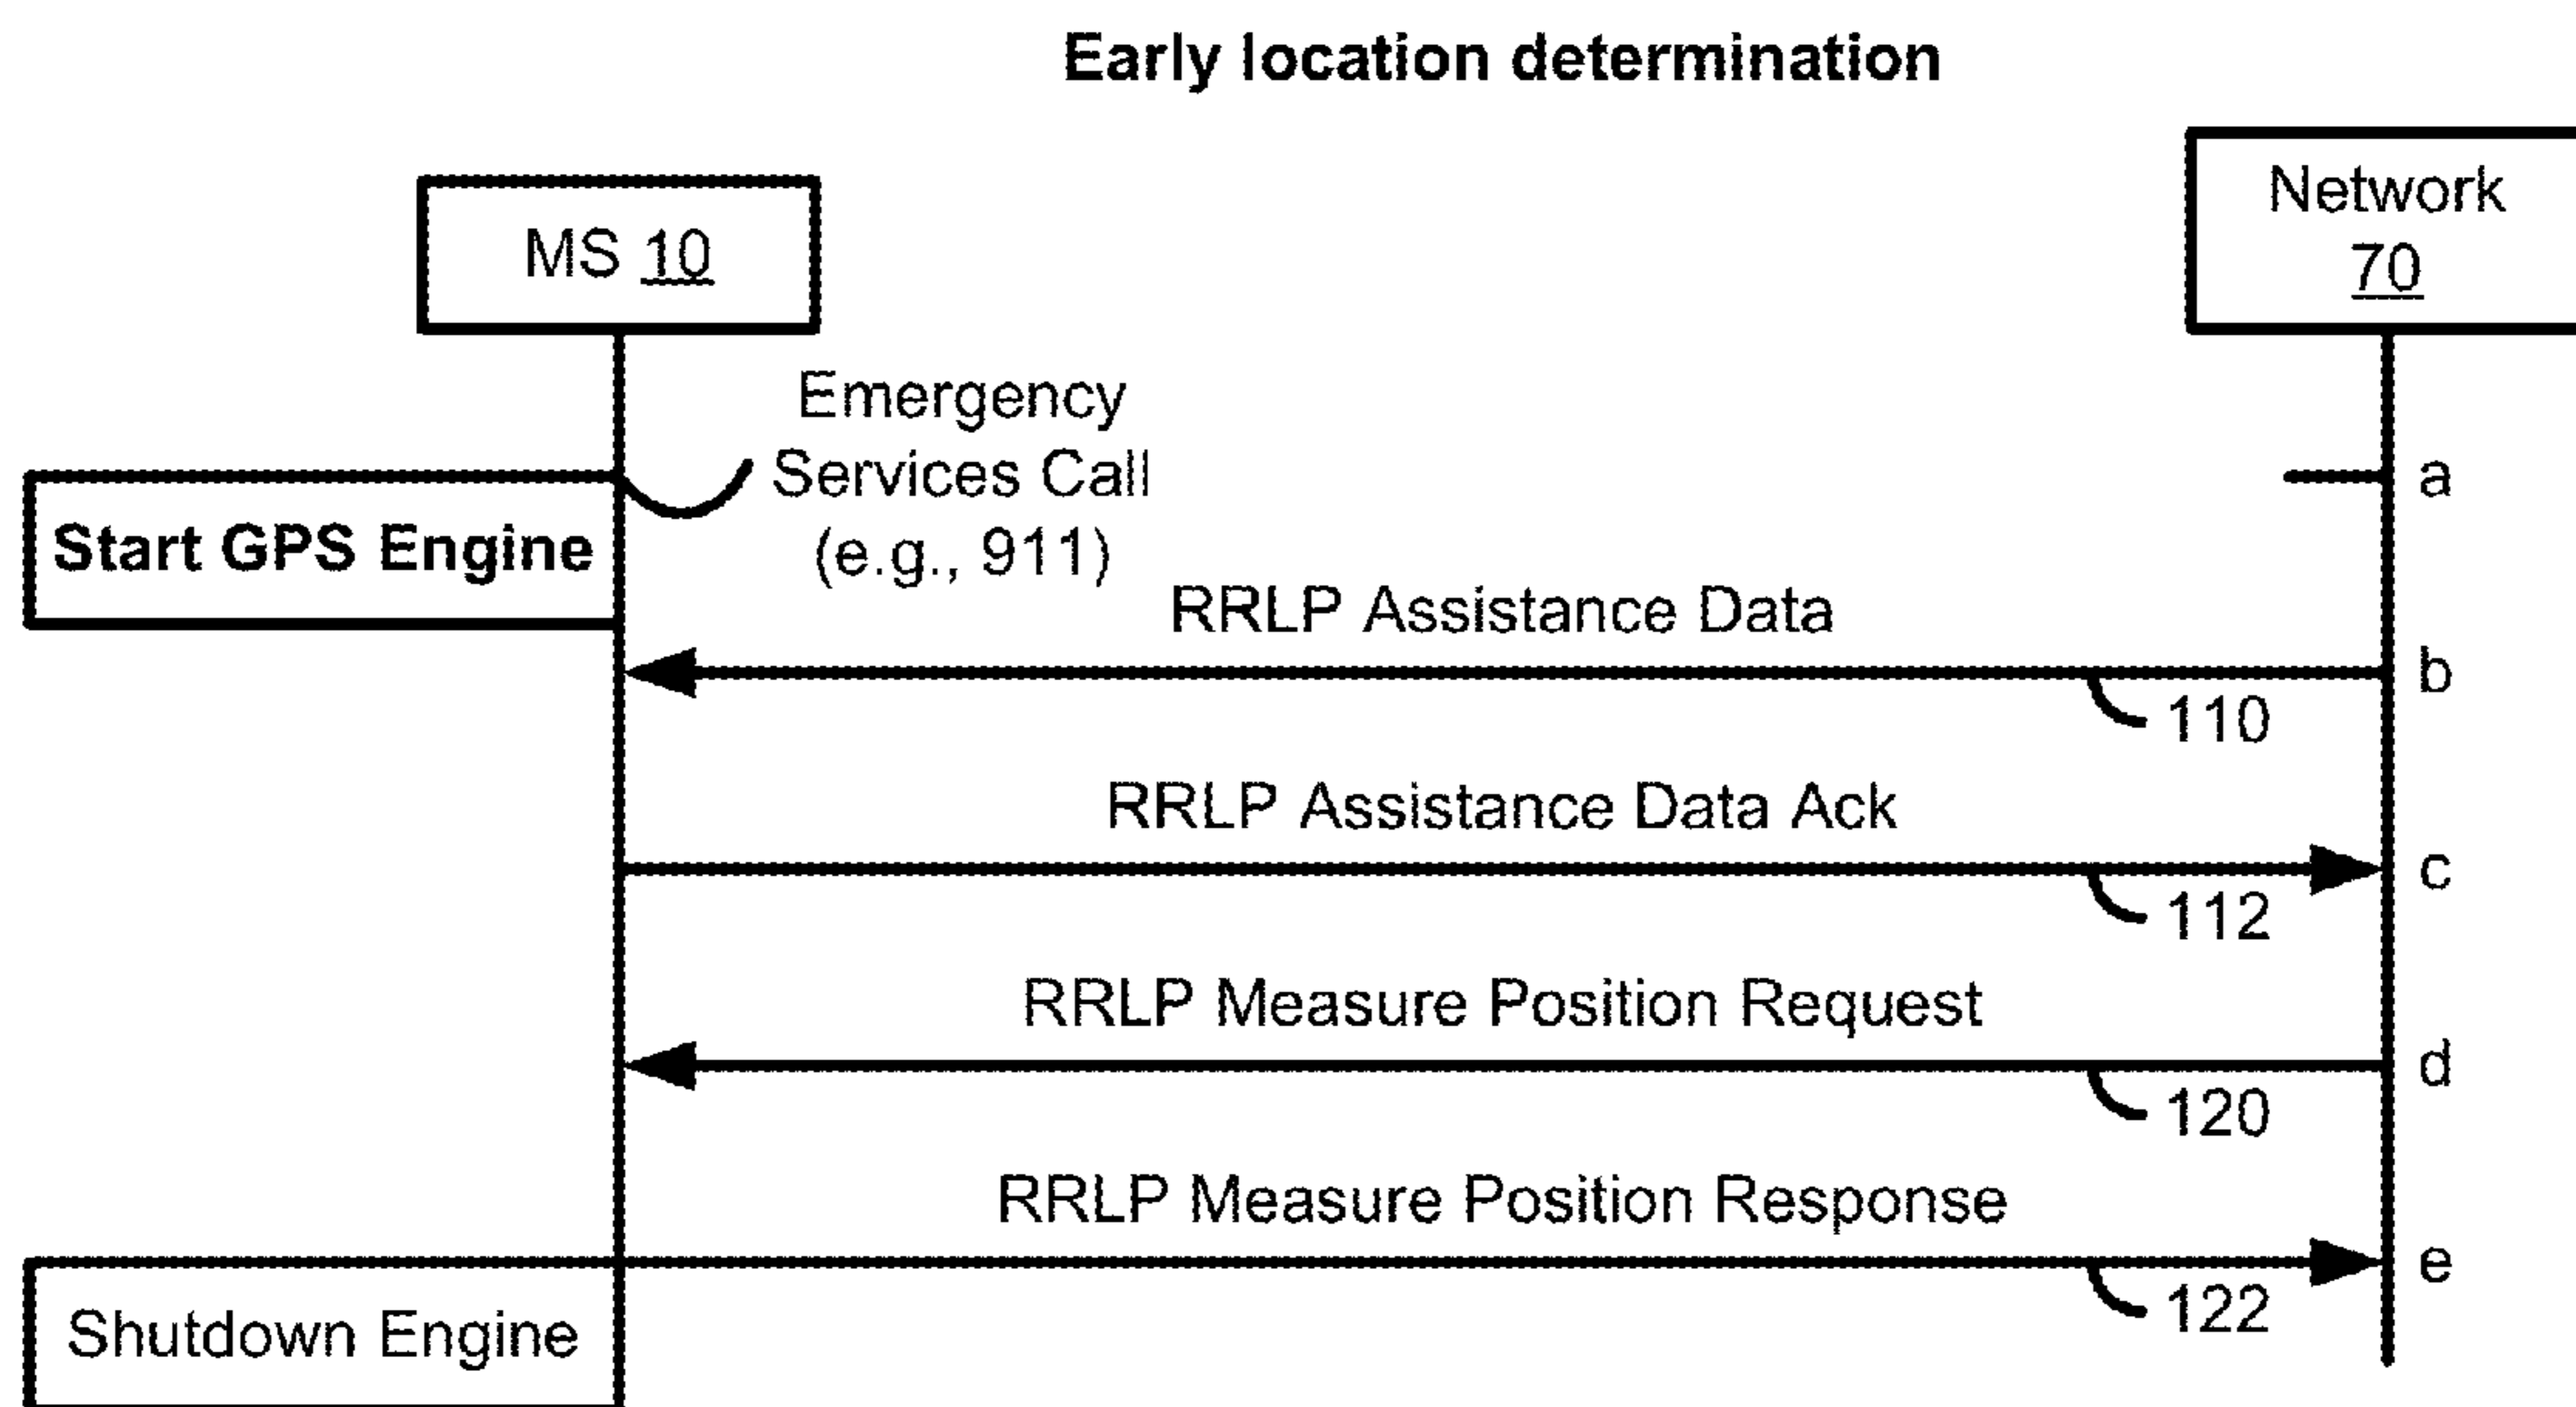 Early location determination
MS 10
Network
70
Emergency
Services Call
(e.g., 911)
a
Start GPS Engine
RRLP Assistance Data
b
110
RRLP Assistance Data Ack
c
112
RRLP Measure Position Request
d
120
RRLP Measure Position Response
e
122
Shutdown Engine